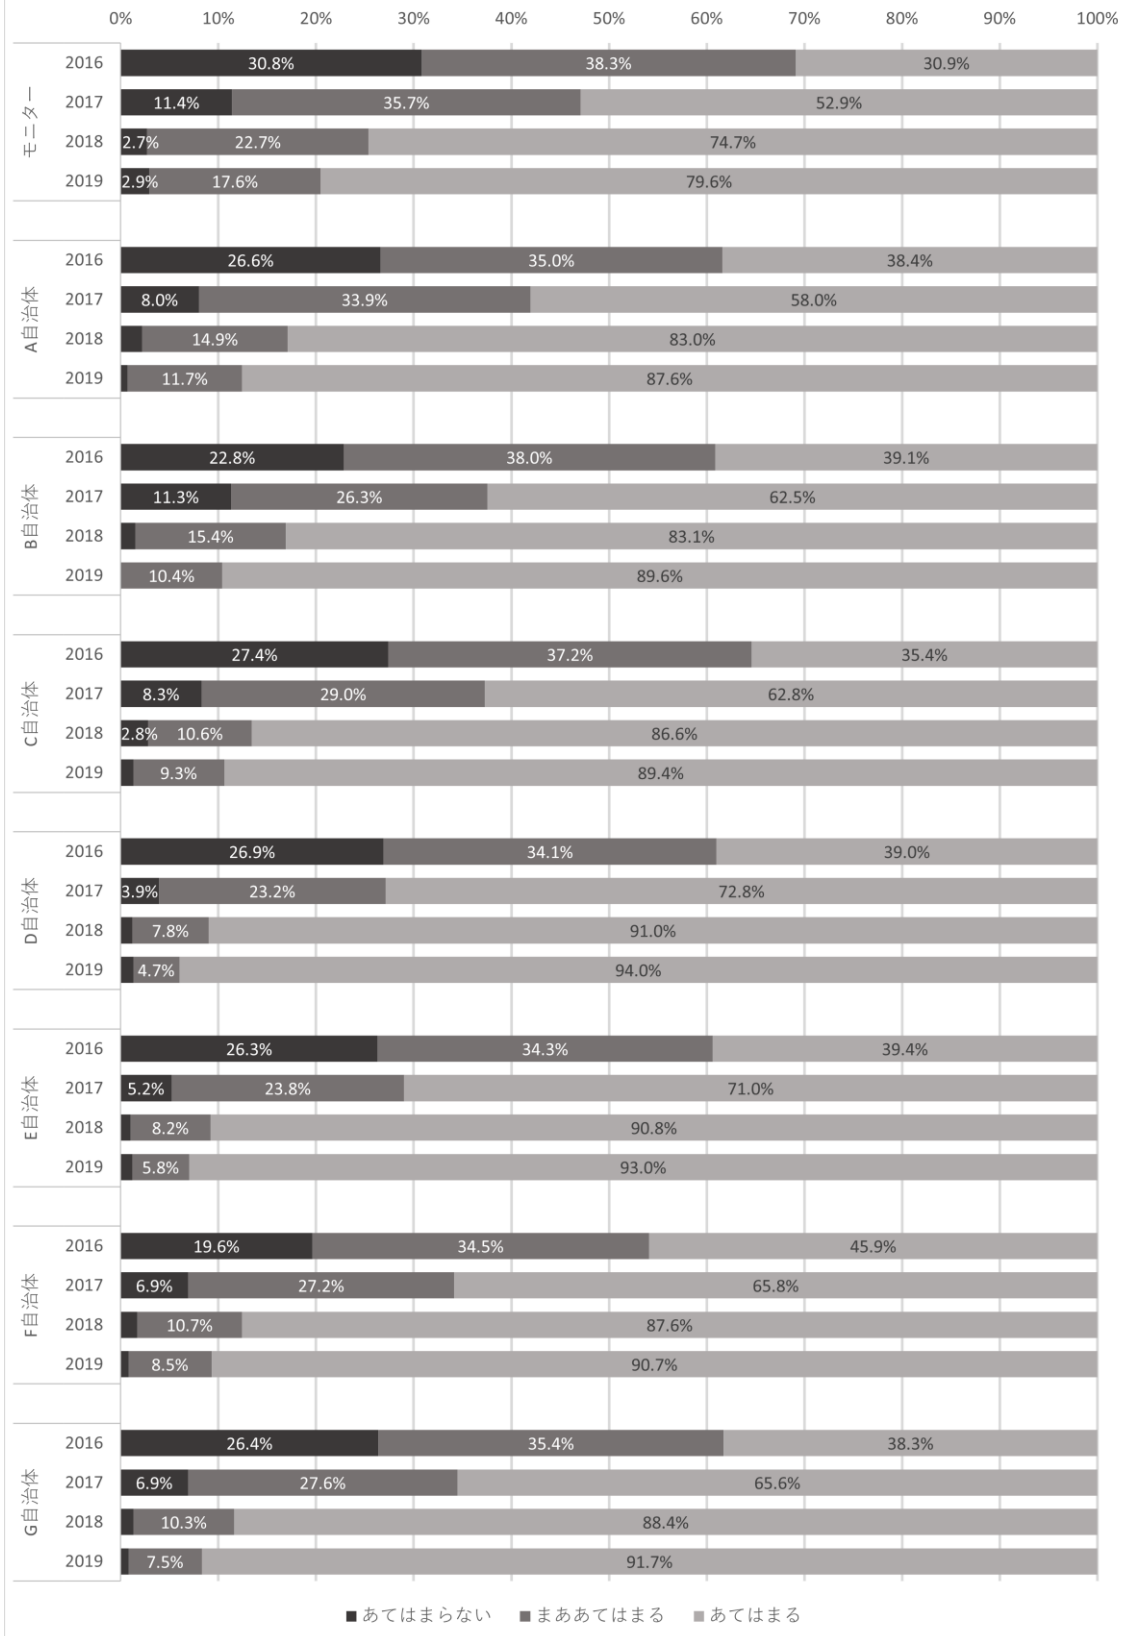 0% 10% 20% 30% 40% 50% 60% 70% 80% 90% 100%
モニター
2016 30.8% 38.3% 30.9%
2017 11.4% 35.7% 52.9%
2018 2.7% 22.7% 74.7%
2019 2.9% 17.6% 79.6%
A自治体
2016 26.6% 35.0% 38.4%
2017 8.0% 33.9% 58.0%
2018 14.9% 83.0%
2019 11.7% 87.6%
B自治体
2016 22.8% 38.0% 39.1%
2017 11.3% 26.3% 62.5%
2018 15.4% 83.1%
2019 10.4% 89.6%
C自治体
2016 27.4% 37.2% 35.4%
2017 8.3% 29.0% 62.8%
2018 2.8% 10.6% 86.6%
2019 9.3% 89.4%
D自治体
2016 26.9% 34.1% 39.0%
2017 3.9% 23.2% 72.8%
2018 7.8% 91.0%
2019 4.7% 94.0%
E自治体
2016 26.3% 34.3% 39.4%
2017 5.2% 23.8% 71.0%
2018 8.2% 90.8%
2019 5.8% 93.0%
F自治体
2016 19.6% 34.5% 45.9%
2017 6.9% 27.2% 65.8%
2018 10.7% 87.6%
2019 8.5% 90.7%
G自治体
2016 26.4% 35.4% 38.3%
2017 6.9% 27.6% 65.6%
2018 10.3% 88.4%
2019 7.5% 91.7%
あてはまらない まああてはまる あてはまる